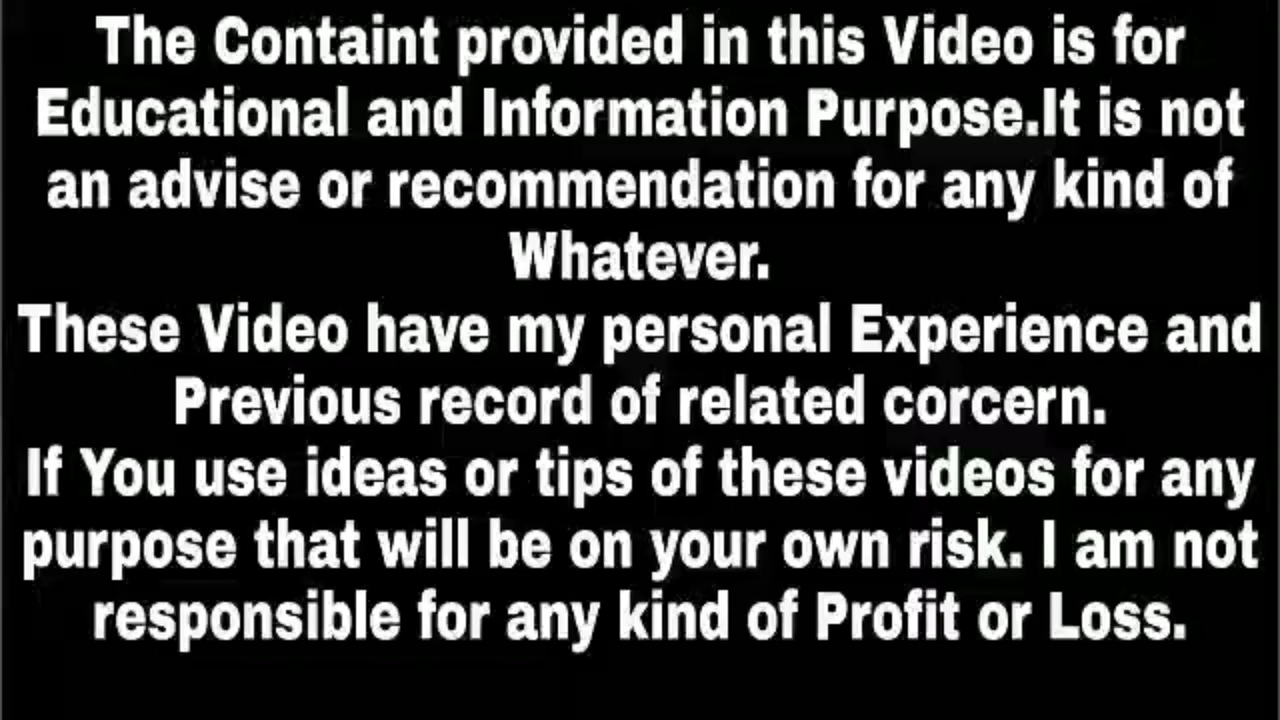 The Containt provided in this Video is for
Educational and Information Purpose.It is not
an advise or recommendation for any kind of
Whatever.
These Video have my personal Experience and
Previous record of related corcern.
If You use ideas or tips of these videos for any
purpose that will be on your own risk. I am not
responsible for any kind of Profit or Loss.